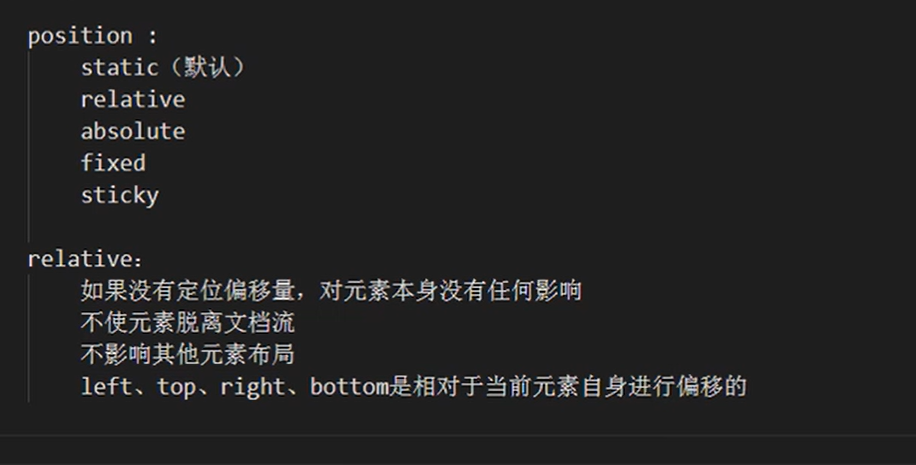 position :
static（默认）
relative
absolute
fixed
sticky
relative：
如果没有定位偏移量，对元素本身没有任何影响
不使元素脱离文档流
不影响其他元素布局
left、top、right、bottom是相对于当前元素自身进行偏移的